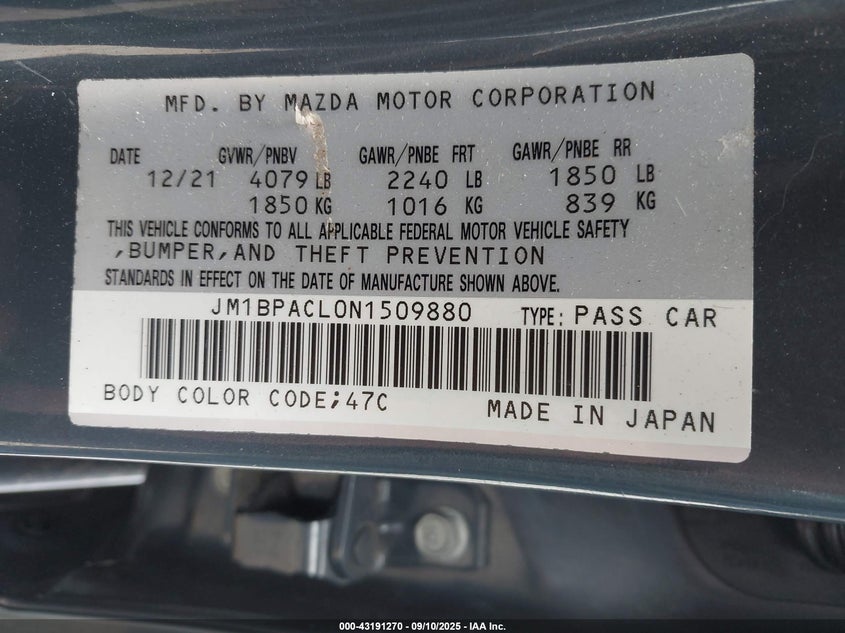 MFD. BY MAZDA MOTOR CORPORATION
DATE GVWR/PNBV GAWR/PNBE FRT GAWR/PNBE RR
12/21 4079 LB 2240 LB 1850 LB
1850 KG 1016 KG 839 KG
THIS VEHICLE CONFORMS TO ALL APPLICABLE FEDERAL MOTOR VEHICLE SAFETY
,BUMPER,AND THEFT PREVENTION
STANDARDS IN EFFECT ON THE DATE OF MANUFACTURE SHOWN ABOVE.
JM1BPACL0N1509880 TYPE: PASS CAR
BODY COLOR CODE;47C MADE IN JAPAN
000-43191270 - 09/10/2025 - IAA Inc.